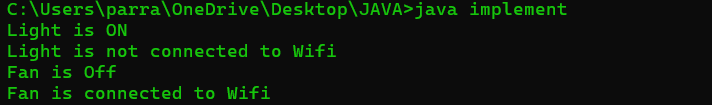 C:\Users\parra\OneDrive\Desktop\JAVA>java implement
Light is ON
Light is not connected to Wifi
Fan is Off
Fan is connected to Wifi